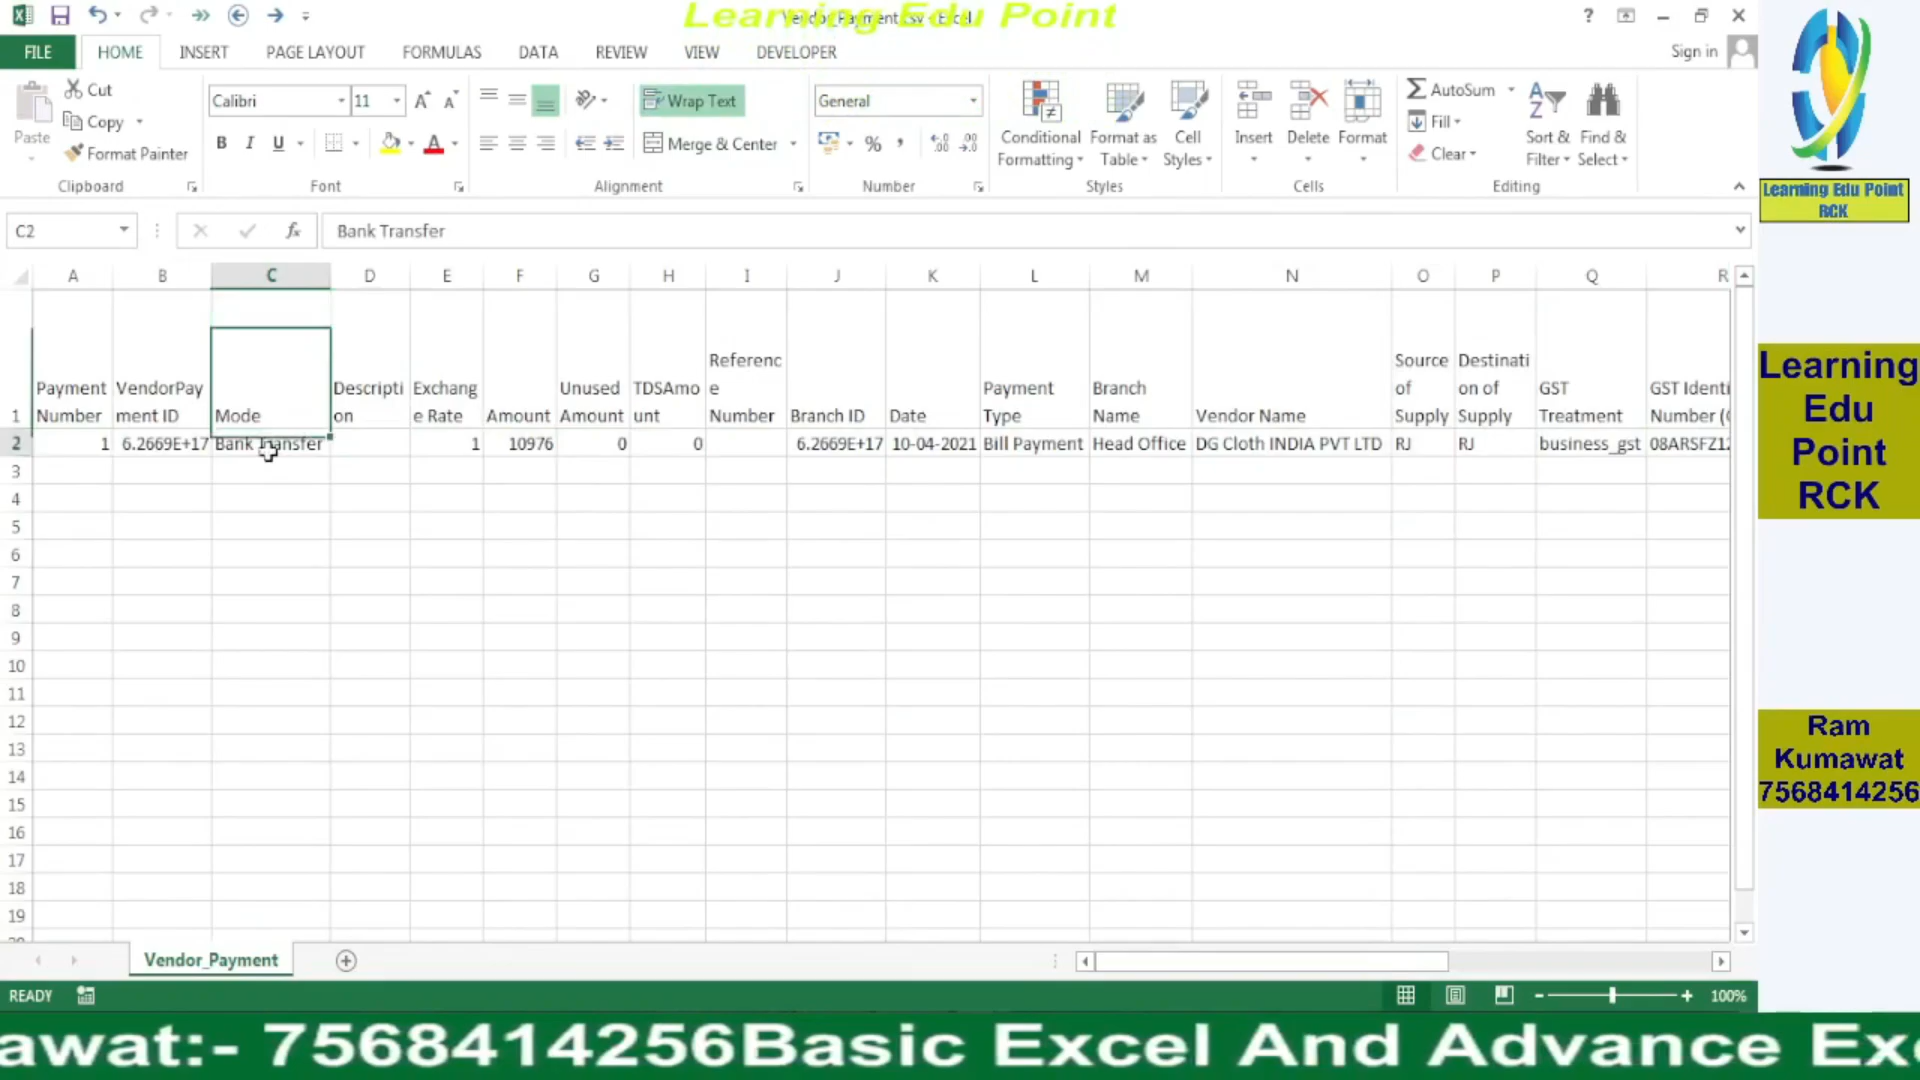 Learning Edu Point
Vendor_Payment.csv - Excel
FILE HOME INSERT PAGE LAYOUT FORMULAS DATA REVIEW VIEW DEVELOPER Sign in
Cut
Copy
Format Painter
Paste
Clipboard
Calibri 11
B I U
Font
Wrap Text
Merge & Center
Alignment
General
Number
Conditional Formatting
Format as Table
Cell Styles
Styles
Insert Delete Format
Cells
AutoSum
Fill
Clear
Sort & Filter
Find & Select
Editing
C2 fx Bank Transfer
A B C D E F G H I J K L M N O P Q R
1 Payment Number VendorPayment ID Mode Description Exchange Rate Amount Unused Amount TDSAmount Reference Number Branch ID Date Payment Type Branch Name Vendor Name Source of Supply Destination of Supply GST Treatment GST Identi Number (
2 1 6.2669E+17 Bank Transfer 1 10976 0 0 6.2669E+17 10-04-2021 Bill Payment Head Office DG Cloth INDIA PVT LTD RJ RJ business_gst 08ARSFZ12
3
4
5
6
7
8
9
10
11
12
13
14
15
16
17
18
19
Vendor_Payment
READY 100%
awat:- 7568414256Basic Excel And Advance Exc
Learning Edu Point
RCK
Learning
Edu
Point
RCK
Ram
Kumawat
7568414256